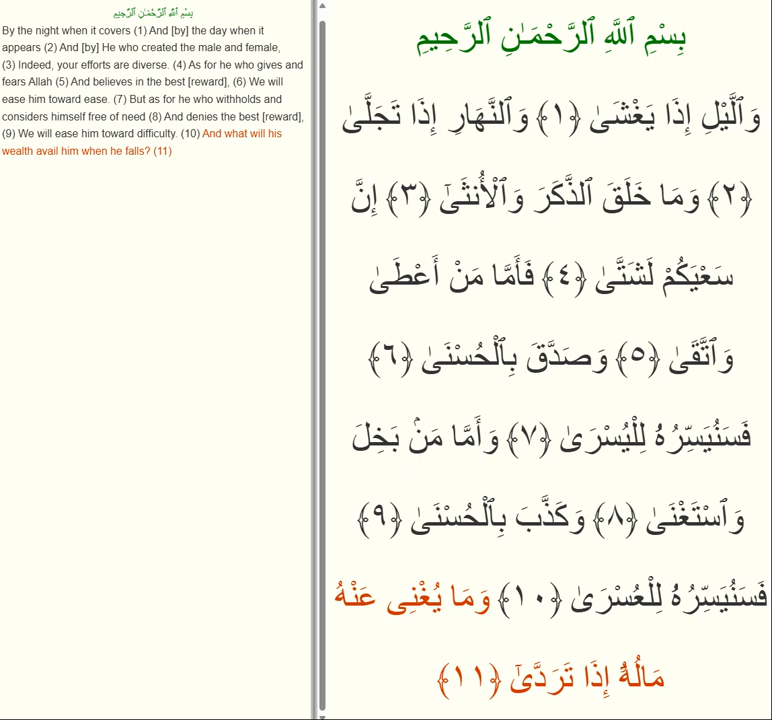 بِسْمِ ٱللَّهِ ٱلرَّحْمَـٰنِ ٱلرَّحِيمِ
By the night when it covers (1) And [by] the day when it
appears (2) And [by] He who created the male and female,
(3) Indeed, your efforts are diverse. (4) As for he who gives and
fears Allah (5) And believes in the best [reward], (6) We will
ease him toward ease. (7) But as for he who withholds and
considers himself free of need (8) And denies the best [reward],
(9) We will ease him toward difficulty. (10) And what will his
wealth avail him when he falls? (11)
بِسْمِ ٱللَّهِ ٱلرَّحْمَـٰنِ ٱلرَّحِيمِ
وَٱلَّيْلِ إِذَا يَغْشَىٰ ﴿١﴾ وَٱلنَّهَارِ إِذَا تَجَلَّىٰ
﴿٢﴾ وَمَا خَلَقَ ٱلذَّكَرَ وَٱلْأُنثَىٰٓ ﴿٣﴾ إِنَّ
سَعْيَكُمْ لَشَتَّىٰ ﴿٤﴾ فَأَمَّا مَنْ أَعْطَىٰ
وَٱتَّقَىٰ ﴿٥﴾ وَصَدَّقَ بِٱلْحُسْنَىٰ ﴿٦﴾
فَسَنُيَسِّرُهُۥ لِلْيُسْرَىٰ ﴿٧﴾ وَأَمَّا مَنۢ بَخِلَ
وَٱسْتَغْنَىٰ ﴿٨﴾ وَكَذَّبَ بِٱلْحُسْنَىٰ ﴿٩﴾
فَسَنُيَسِّرُهُۥ لِلْعُسْرَىٰ ﴿١٠﴾ وَمَا يُغْنِى عَنْهُ
مَالُهُۥٓ إِذَا تَرَدَّىٰٓ ﴿١١﴾